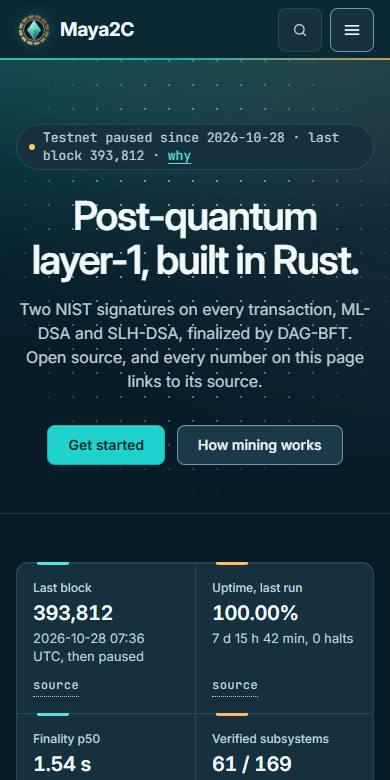 Maya2C
Testnet paused since 2026-10-28 · last
block 393,812 · why
Post-quantum
layer-1, built in Rust.
Two NIST signatures on every transaction, ML-
DSA and SLH-DSA, finalized by DAG-BFT.
Open source, and every number on this page
links to its source.
Get started
How mining works
Last block
393,812
2026-10-28 07:36
UTC, then paused
source
Uptime, last run
100.00%
7 d 15 h 42 min, 0 halts
source
Finality p50
1.54 s
Verified subsystems
61 / 169